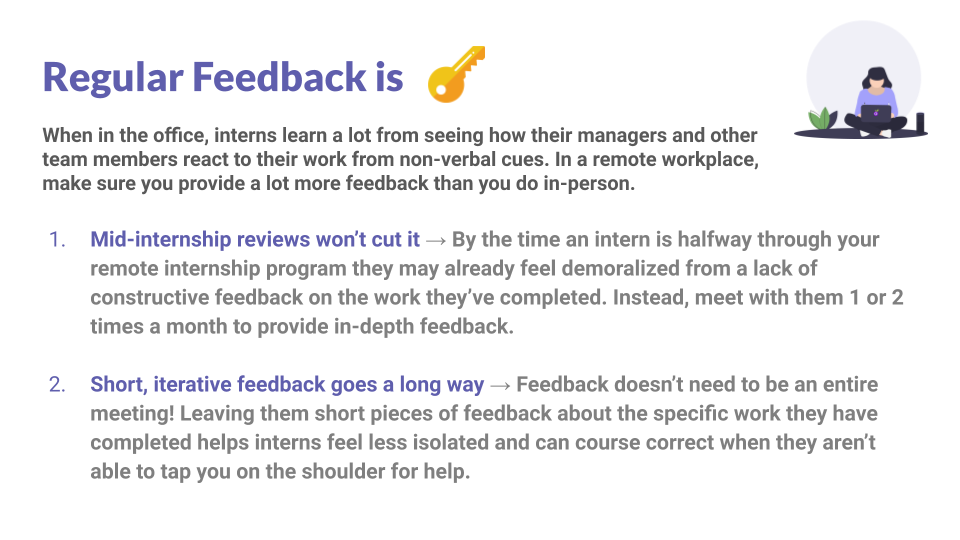 Regular Feedback is
When in the office, interns learn a lot from seeing how their managers and other
team members react to their work from non-verbal cues. In a remote workplace,
make sure you provide a lot more feedback than you do in-person.
1. Mid-internship reviews won’t cut it → By the time an intern is halfway through your
remote internship program they may already feel demoralized from a lack of
constructive feedback on the work they’ve completed. Instead, meet with them 1 or 2
times a month to provide in-depth feedback.
2. Short, iterative feedback goes a long way → Feedback doesn’t need to be an entire
meeting! Leaving them short pieces of feedback about the specific work they have
completed helps interns feel less isolated and can course correct when they aren’t
able to tap you on the shoulder for help.